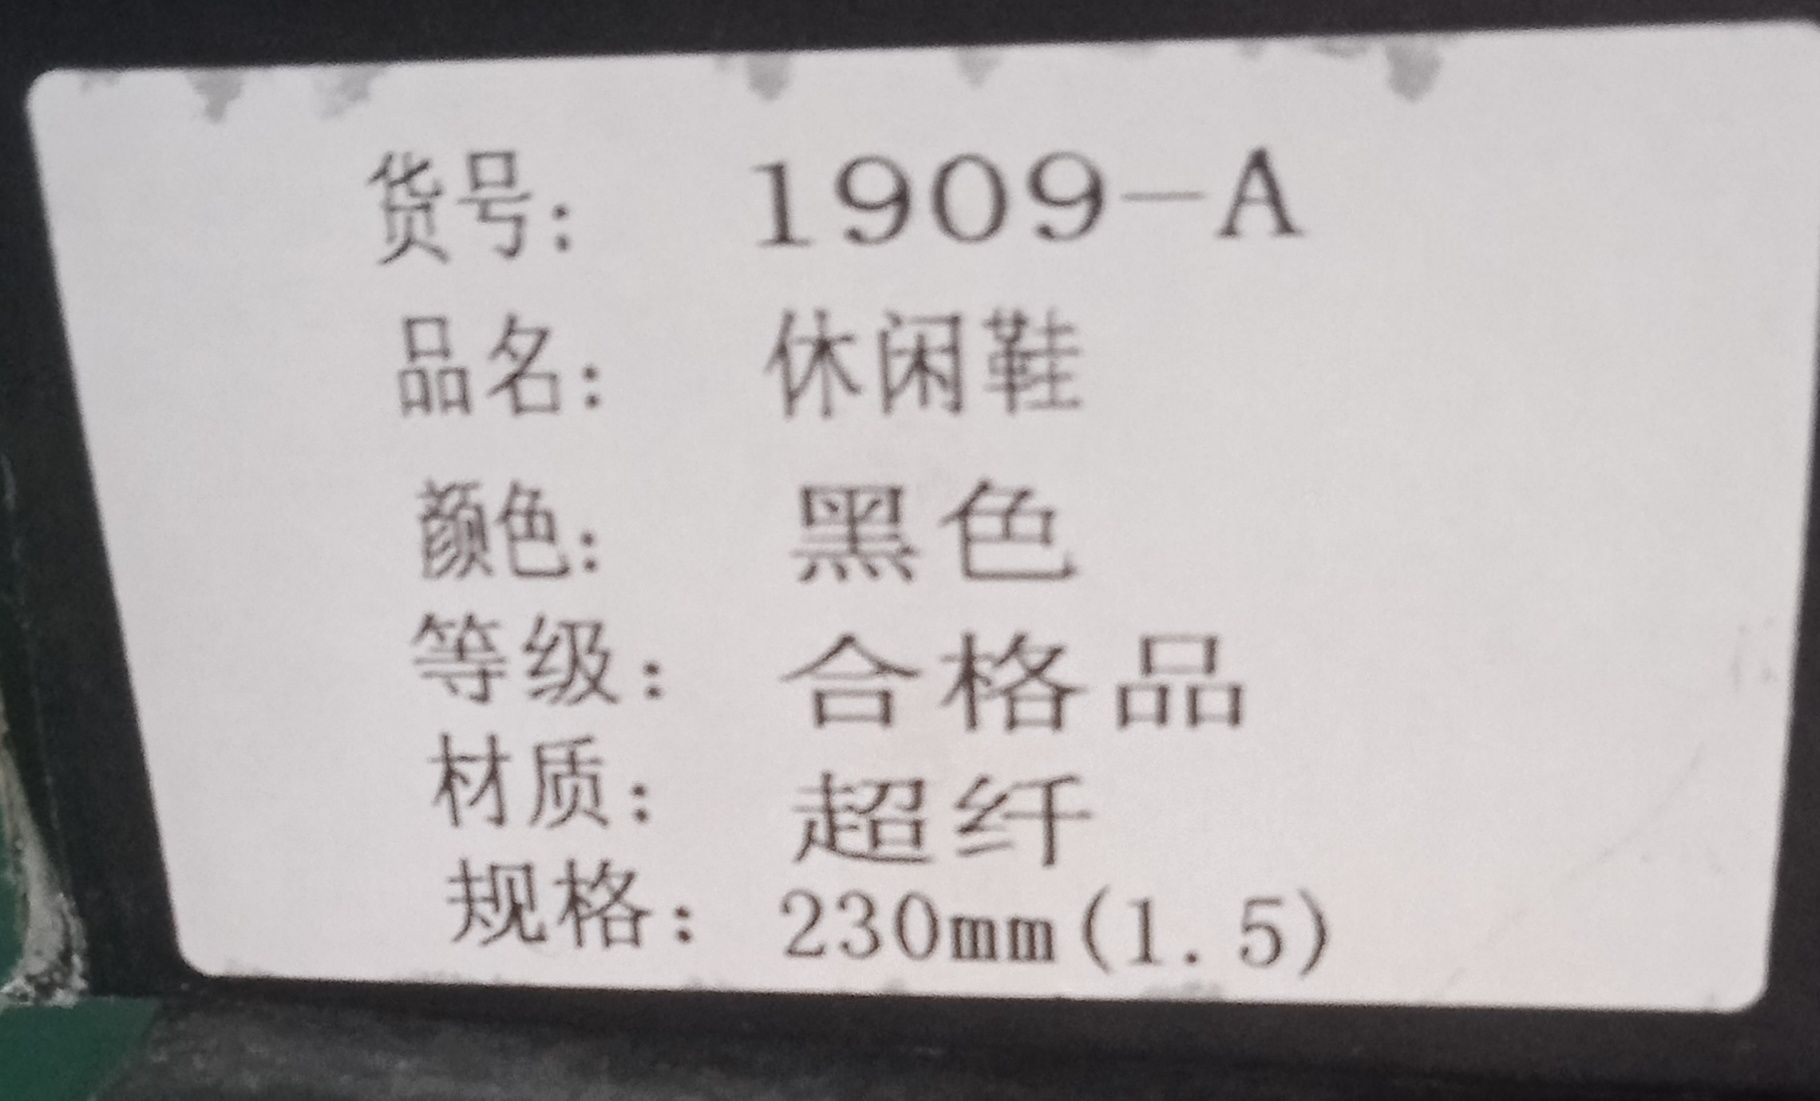 货号: 1909-A
品名: 休闲鞋
颜色: 黑色
等级: 合格品
材质: 超纤
规格: 230mm(1.5)